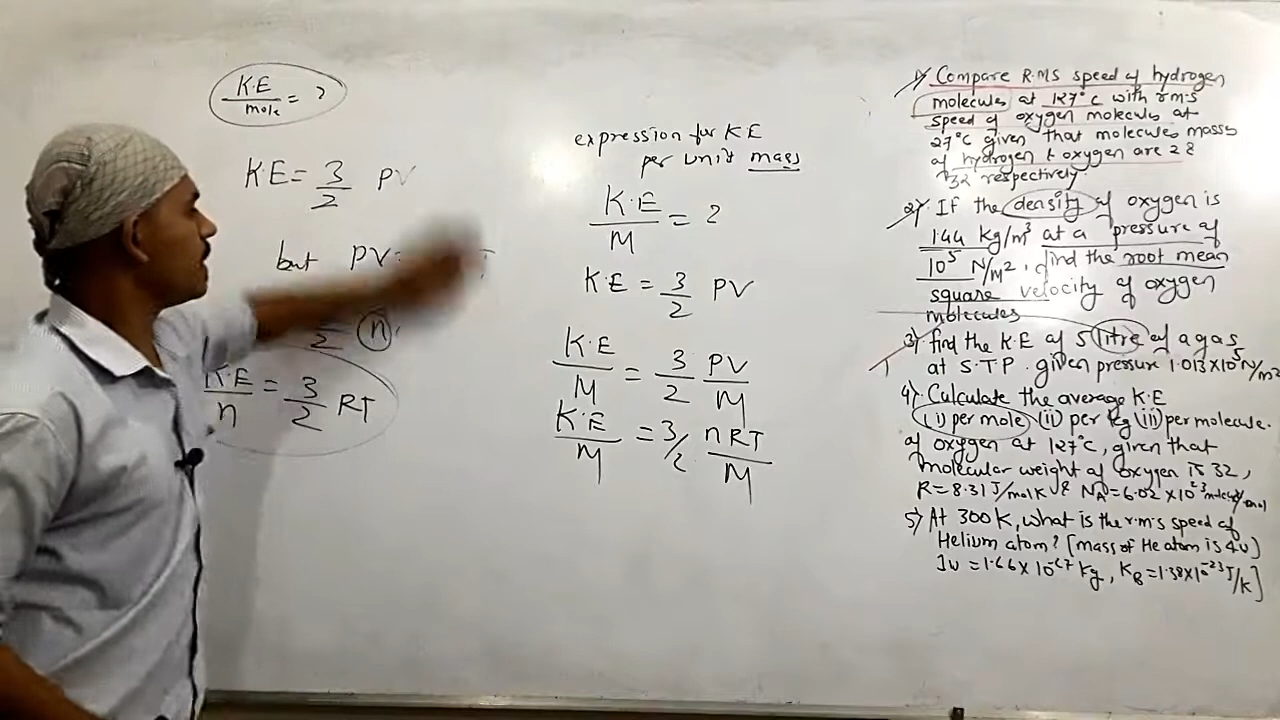 K.E/mole = ?
KE = 3/2 PV
but PV=
2 n
K.E/n = 3/2 RT
expression for KE
per unit mass
K.E/M = ?
KE = 3/2 PV
K.E/M = 3/2 PV/M
K.E/M = 3/2 nRT/M
1) Compare R.M.S speed of hydrogen
molecules at 127°C with r.m.s
speed of oxygen molecules at
27°C given that molecules masses
of hydrogen & oxygen are 2 &
32 respectively
2) If the density of oxygen is
1.44 kg/m³ at a pressure of
10⁵ N/m², find the root mean
square velocity of oxygen
molecules
3) find the K.E of 5 litre of a gas
at S.T.P. given pressure 1.013×10⁵ N/m²
4) Calculate the average K.E
(i) per mole (ii) per kg (iii) per molecule.
of oxygen at 127°C, given that
molecular weight of oxygen is 32,
R=8.31 J/mol K & N_A=6.02×10²³
5) At 300K, what is the r.m.s speed of
Helium atom? [mass of He atom is 4u]
1u = 1.66×10⁻²⁷ kg, K_B=1.38×10⁻²³ J/K]